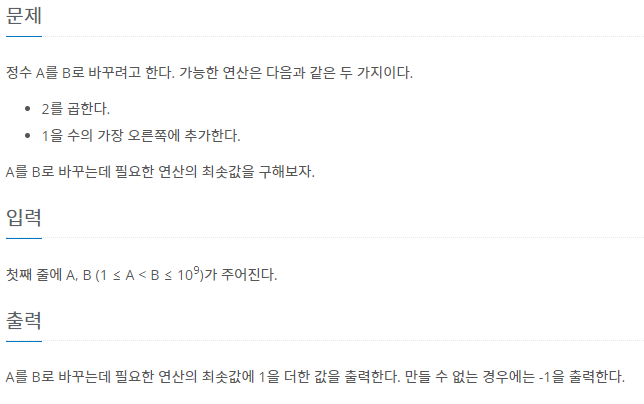 문제
정수 A를 B로 바꾸려고 한다. 가능한 연산은 다음과 같은 두 가지이다.
• 2를 곱한다.
• 1을 수의 가장 오른쪽에 추가한다.
A를 B로 바꾸는데 필요한 연산의 최솟값을 구해보자.
입력
첫째 줄에 A, B (1 ≤ A < B ≤ 10⁹)가 주어진다.
출력
A를 B로 바꾸는데 필요한 연산의 최솟값에 1을 더한 값을 출력한다. 만들 수 없는 경우에는 -1을 출력한다.